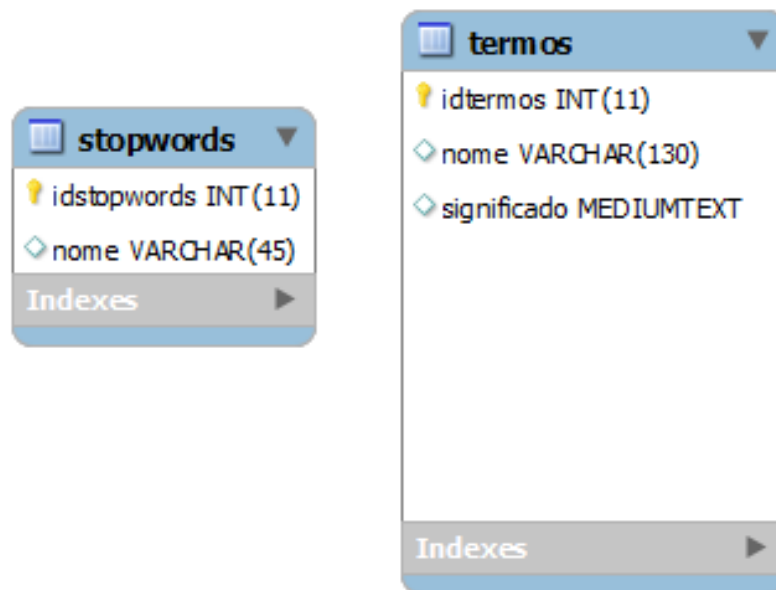 stopwords
idstopwords INT(11)
nome VARCHAR(45)
Indexes
termos
idtermos INT(11)
nome VARCHAR(130)
significado MEDIUMTEXT
Indexes